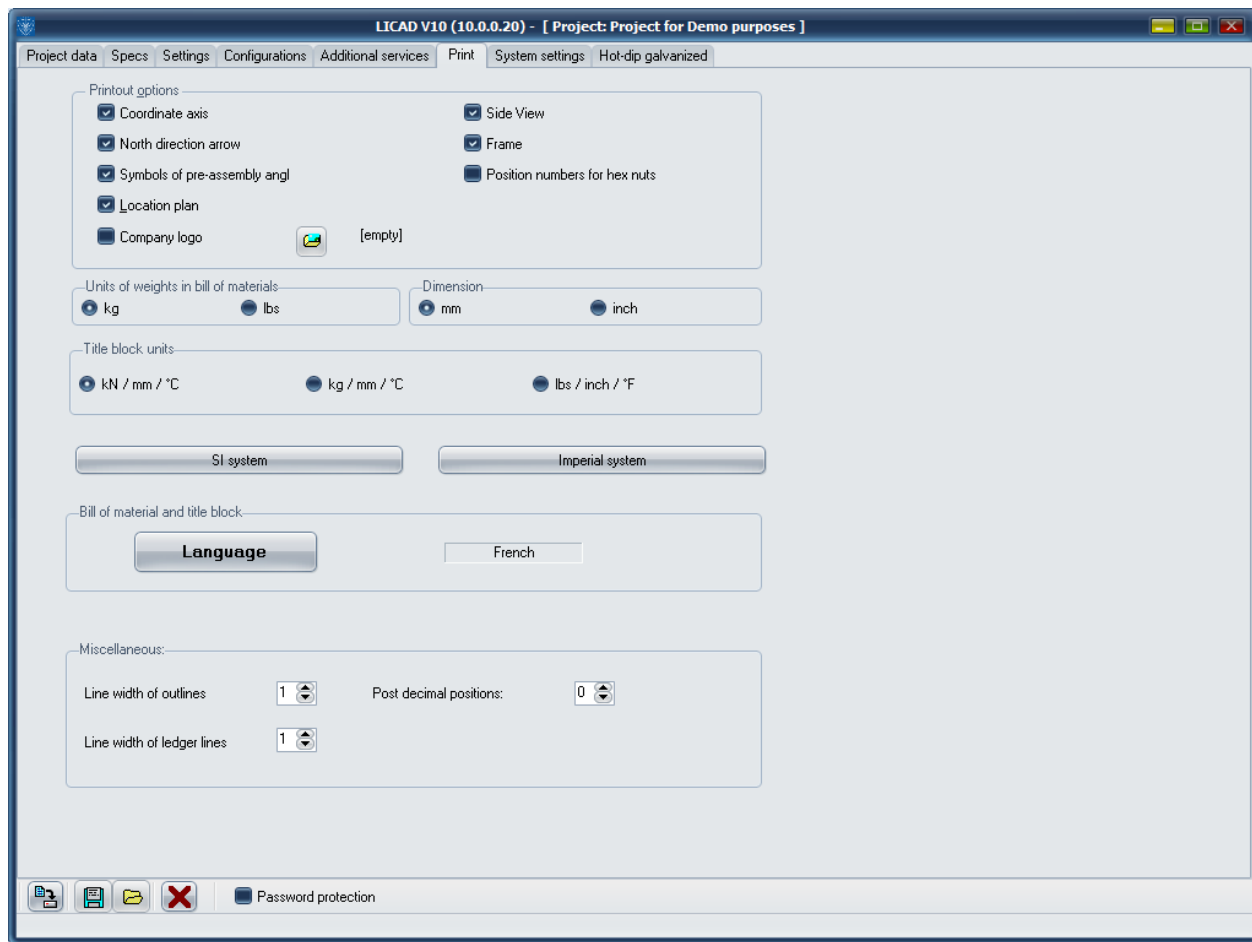 LICAD V10 (10.0.0.20) - [ Project: Project for Demo purposes ]
Project data Specs Settings Configurations Additional services Print System settings Hot-dip galvanized
Printout options
Coordinate axis Side View
North direction arrow Frame
Symbols of pre-assembly angl Position numbers for hex nuts
Location plan
Company logo [empty]
Units of weights in bill of materials Dimension
kg lbs mm inch
Title block units
kN / mm / °C kg / mm / °C lbs / inch / °F
SI system Imperial system
Bill of material and title block
Language French
Miscellaneous:
Line width of outlines 1 Post decimal positions: 0
Line width of ledger lines 1
Password protection